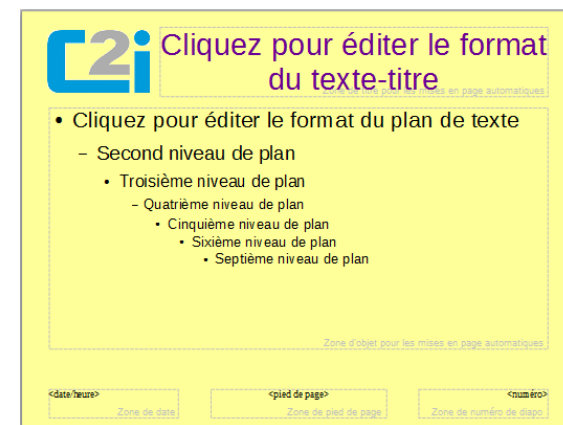 C2i
Cliquez pour éditer le format
du texte-titre
Zone de titre pour les mises en page automatiques
• Cliquez pour éditer le format du plan de texte
– Second niveau de plan
• Troisième niveau de plan
– Quatrième niveau de plan
• Cinquième niveau de plan
• Sixième niveau de plan
• Septième niveau de plan
Zone d'objet pour les mises en page automatiques
<date/heure>
Zone de date
<pied de page>
Zone de pied de page
<numéro>
Zone de numéro de diapo